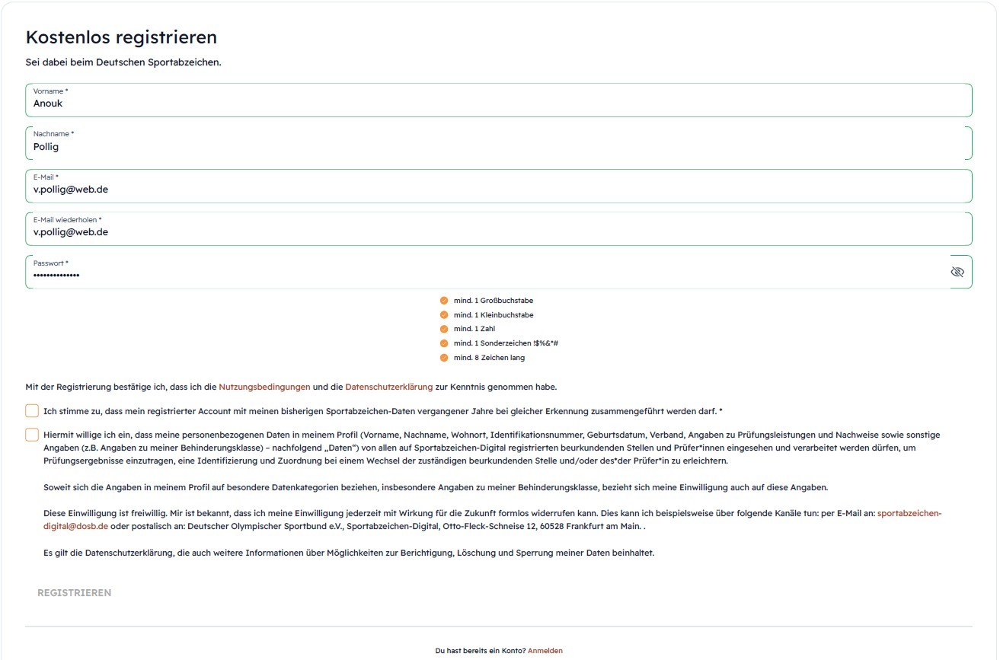 Kostenlos registrieren
Sei dabei beim Deutschen Sportabzeichen.
Vorname *
Anouk
Nachname *
Pollig
E-Mail *
v.pollig@web.de
E-Mail wiederholen *
v.pollig@web.de
Passwort *
••••••••••••••
mind. 1 Großbuchstabe
mind. 1 Kleinbuchstabe
mind. 1 Zahl
mind. 1 Sonderzeichen !$%&*#
mind. 8 Zeichen lang
Mit der Registrierung bestätige ich, dass ich die Nutzungsbedingungen und die Datenschutzerklärung zur Kenntnis genommen habe.
Ich stimme zu, dass mein registrierter Account mit meinen bisherigen Sportabzeichen-Daten vergangener Jahre bei gleicher Erkennung zusammengeführt werden darf. *
Hiermit willige ich ein, dass meine personenbezogenen Daten in meinem Profil (Vorname, Nachname, Wohnort, Identifikationsnummer, Geburtsdatum, Verband, Angaben zu Prüfungsleistungen und Nachweise sowie sonstige
Angaben (z.B. Angaben zu meiner Behinderungsklasse) – nachfolgend „Daten“) von allen auf Sportabzeichen-Digital registrierten beurkundenden Stellen und Prüfer*innen eingesehen und verarbeitet werden dürfen, um
Prüfungsergebnisse einzutragen, eine Identifizierung und Zuordnung bei einem Wechsel der zuständigen beurkundenden Stelle und/oder des*der Prüfer*in zu erleichtern.
Soweit sich die Angaben in meinem Profil auf besondere Datenkategorien beziehen, insbesondere Angaben zu meiner Behinderungsklasse, bezieht sich meine Einwilligung auch auf diese Angaben.
Diese Einwilligung ist freiwillig. Mir ist bekannt, dass ich meine Einwilligung jederzeit mit Wirkung für die Zukunft formlos widerrufen kann. Dies kann ich beispielsweise über folgende Kanäle tun: per E-Mail an: sportabzeichen-
digital@dosb.de oder postalisch an: Deutscher Olympischer Sportbund e.V., Sportabzeichen-Digital, Otto-Fleck-Schneise 12, 60528 Frankfurt am Main. .
Es gilt die Datenschutzerklärung, die auch weitere Informationen über Möglichkeiten zur Berichtigung, Löschung und Sperrung meiner Daten beinhaltet.
REGISTRIEREN
Du hast bereits ein Konto? Anmelden